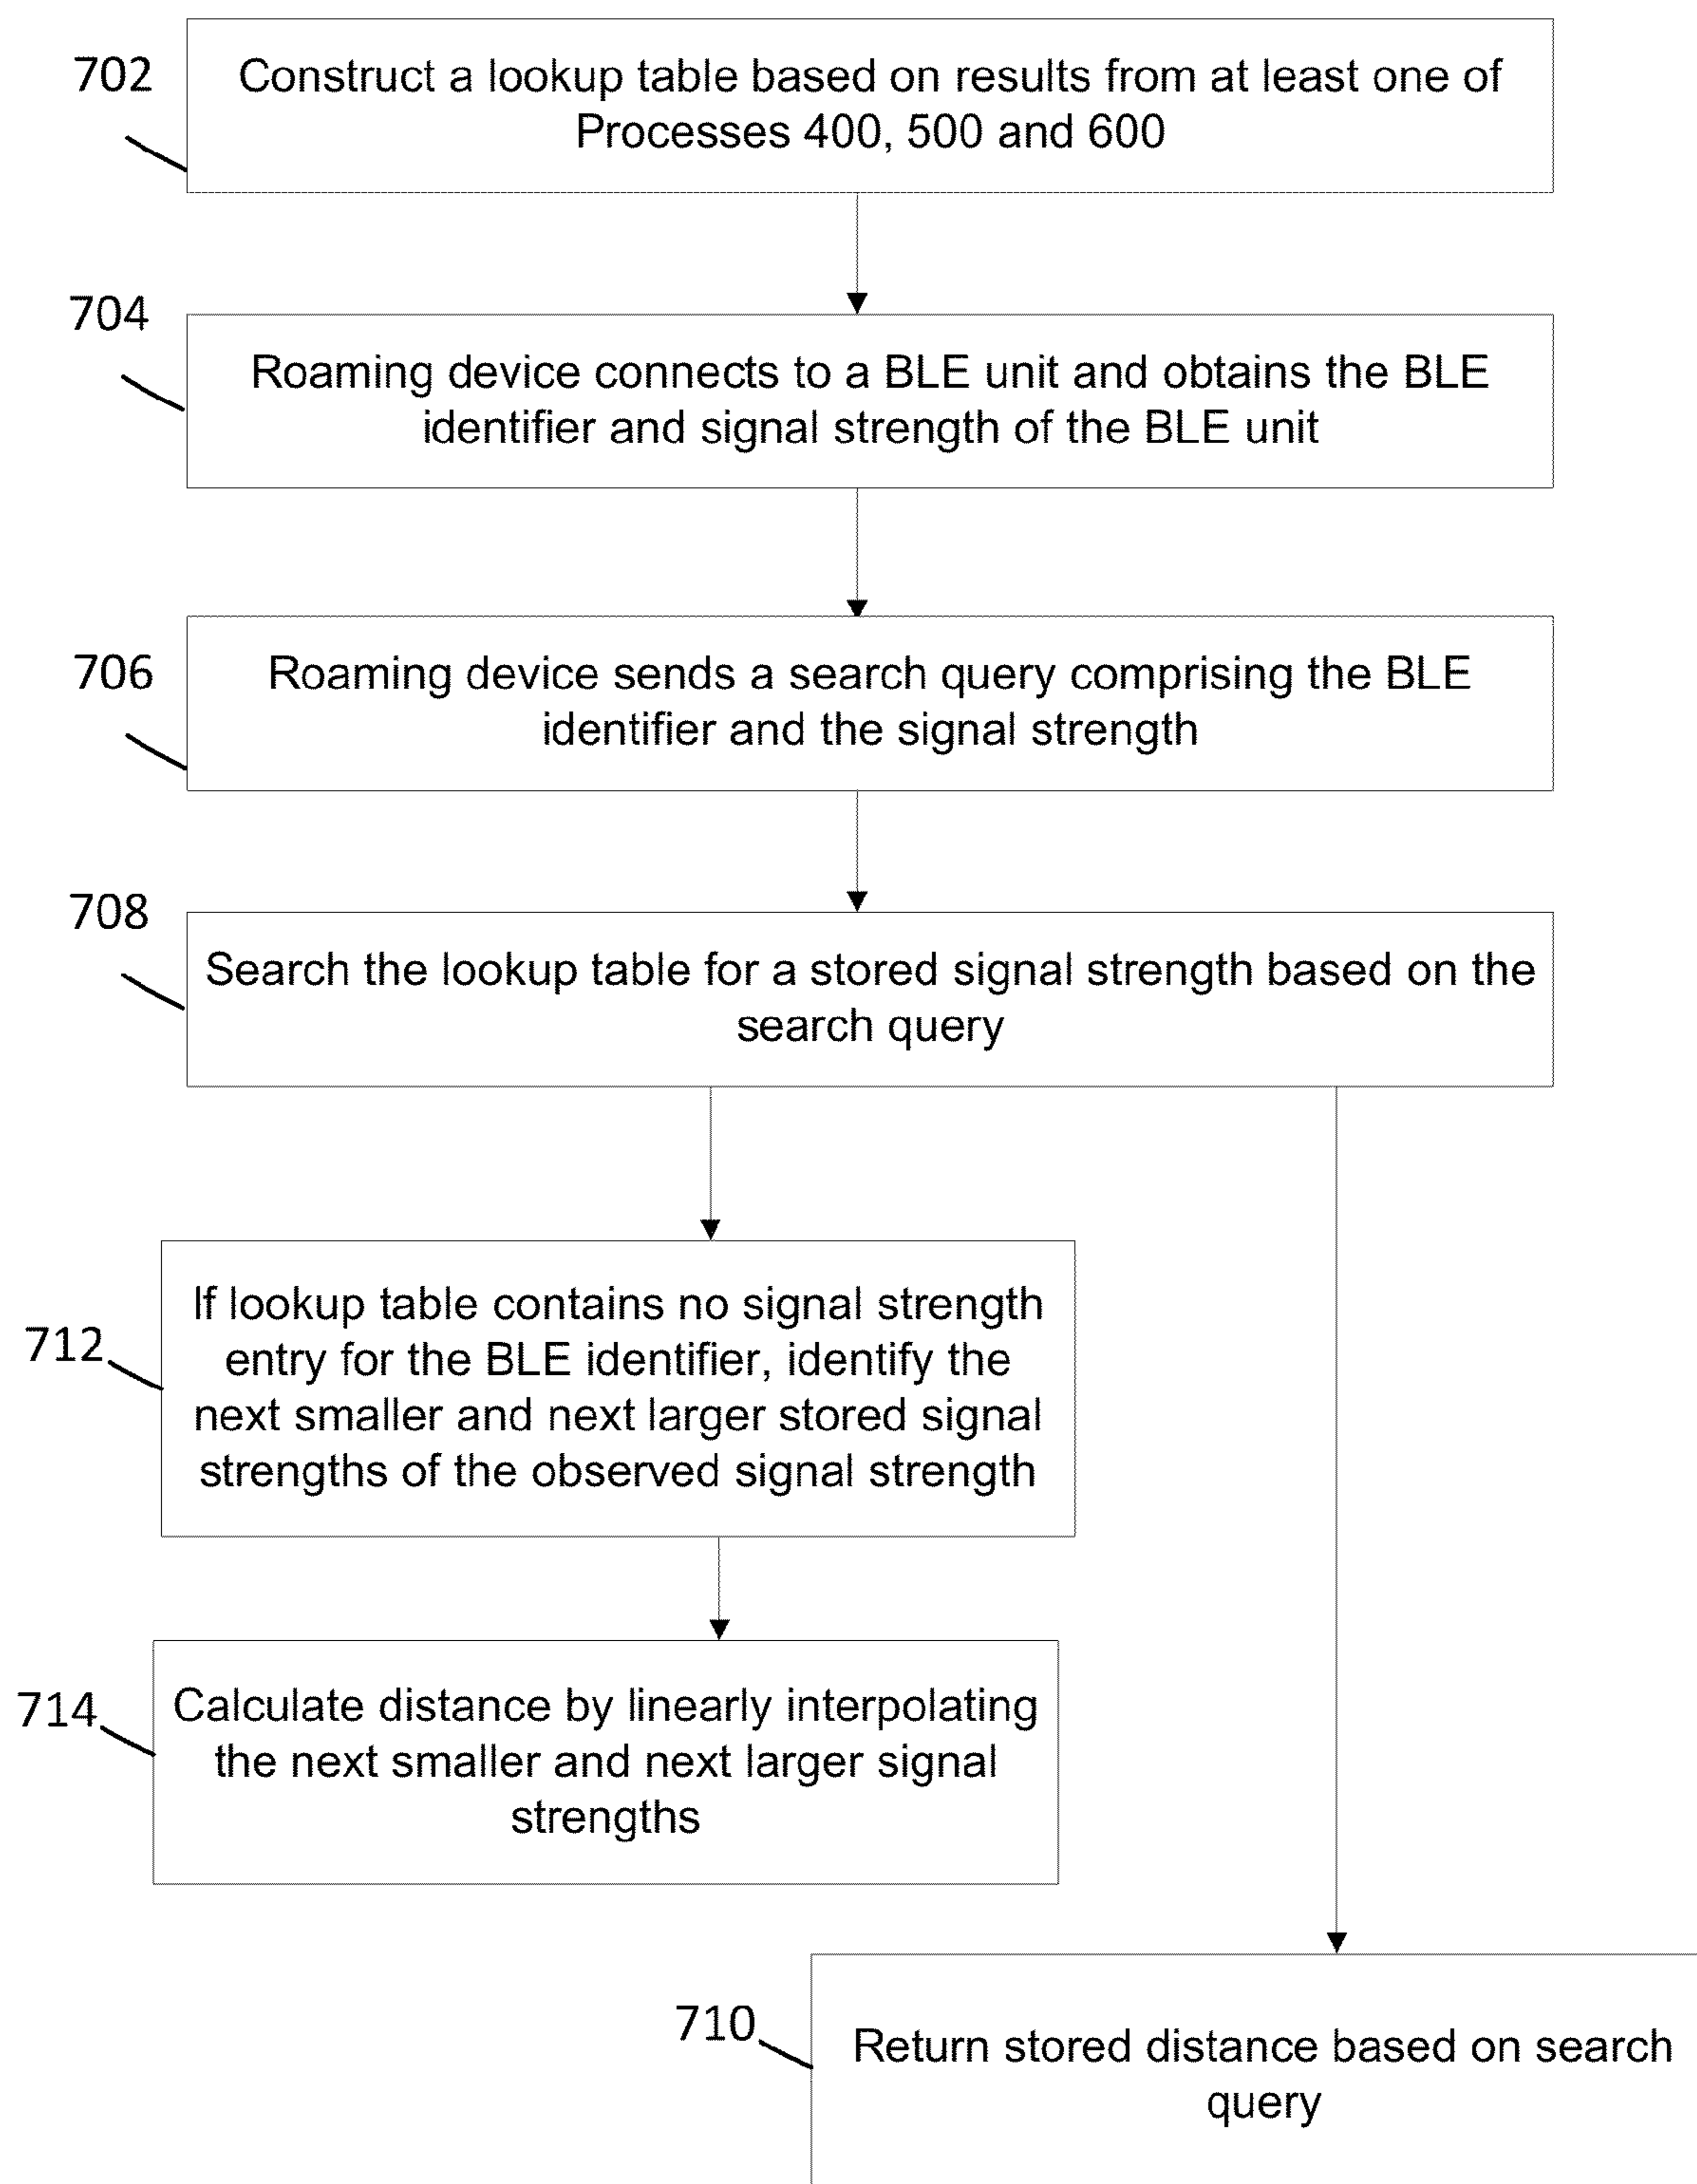 702
Construct a lookup table based on results from at least one of
Processes 400, 500 and 600
704
Roaming device connects to a BLE unit and obtains the BLE
identifier and signal strength of the BLE unit
706
Roaming device sends a search query comprising the BLE
identifier and the signal strength
708
Search the lookup table for a stored signal strength based on the
search query
712
If lookup table contains no signal strength
entry for the BLE identifier, identify the
next smaller and next larger stored signal
strengths of the observed signal strength
714
Calculate distance by linearly interpolating
the next smaller and next larger signal
strengths
710
Return stored distance based on search
query